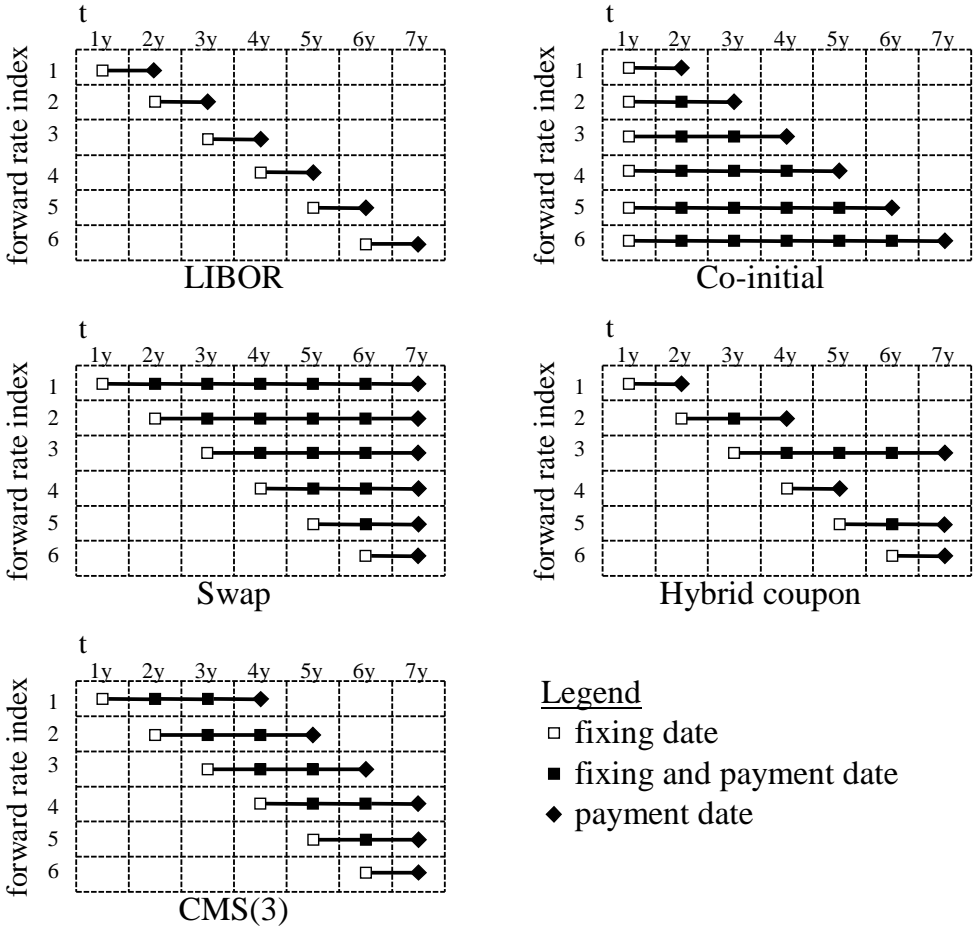 t
1y 2y 3y 4y 5y 6y 7y
forward rate index
1
2
3
4
5
6
LIBOR
t
1y 2y 3y 4y 5y 6y 7y
forward rate index
1
2
3
4
5
6
Co-initial
t
1y 2y 3y 4y 5y 6y 7y
forward rate index
1
2
3
4
5
6
Swap
t
1y 2y 3y 4y 5y 6y 7y
forward rate index
1
2
3
4
5
6
Hybrid coupon
t
1y 2y 3y 4y 5y 6y 7y
forward rate index
1
2
3
4
5
6
CMS(3)
Legend
fixing date
fixing and payment date
payment date